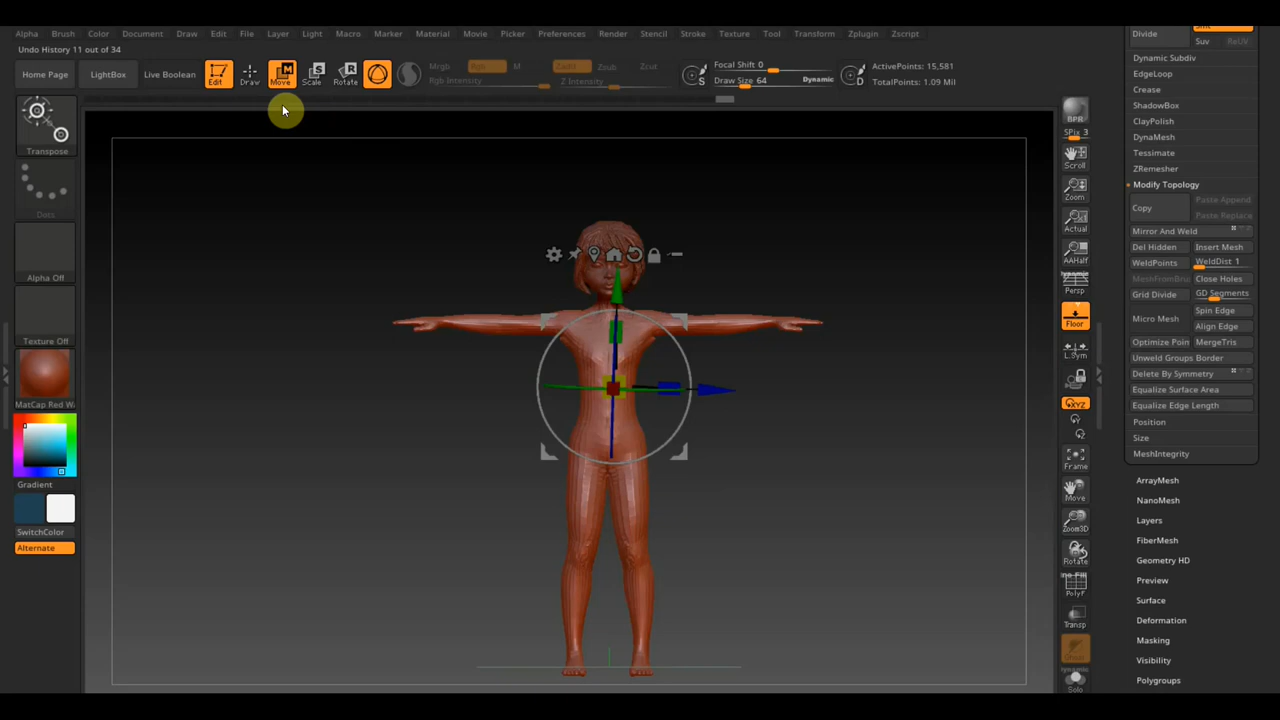 Alpha Brush Color Document Draw Edit File Layer Light Macro Marker Material Movie Picker Preferences Render Stencil Stroke Texture Tool Transform Zplugin Zscript
Undo History 11 out of 34
Home Page
LightBox
Live Boolean
Edit
Draw
Move
Scale
Rotate
Mrgb
Rgb
M
Rgb Intensity
Zadd
Zsub
Zcut
Z Intensity
Focal Shift 0
Draw Size 64
Dynamic
ActivePoints: 15,581
TotalPoints: 1.09 Mil
Transpose
Dots
Alpha Off
Texture Off
MatCap Red W
Gradient
SwitchColor
Alternate
BPR
SPix 3
Scroll
Zoom
Actual
AAHalf
Dynamic
Persp
Floor
L.Sym
XYZ
Frame
Move
Zoom3D
Rotate
PolyF
Transp
Dynamic
Solo
Divide
Suv
ReUV
Dynamic Subdiv
EdgeLoop
Crease
ShadowBox
ClayPolish
DynaMesh
Tessimate
ZRemesher
Modify Topology
Copy
Paste Append
Paste Replace
Mirror And Weld
Del Hidden
Insert Mesh
WeldPoints
WeldDist 1
MeshFromBru
Close Holes
Grid Divide
GD Segments
Micro Mesh
Spin Edge
Align Edge
Optimize Poin
MergeTris
Unweld Groups Border
Delete By Symmetry
Equalize Surface Area
Equalize Edge Length
Position
Size
MeshIntegrity
ArrayMesh
NanoMesh
Layers
FiberMesh
Geometry HD
Preview
Surface
Deformation
Masking
Visibility
Polygroups